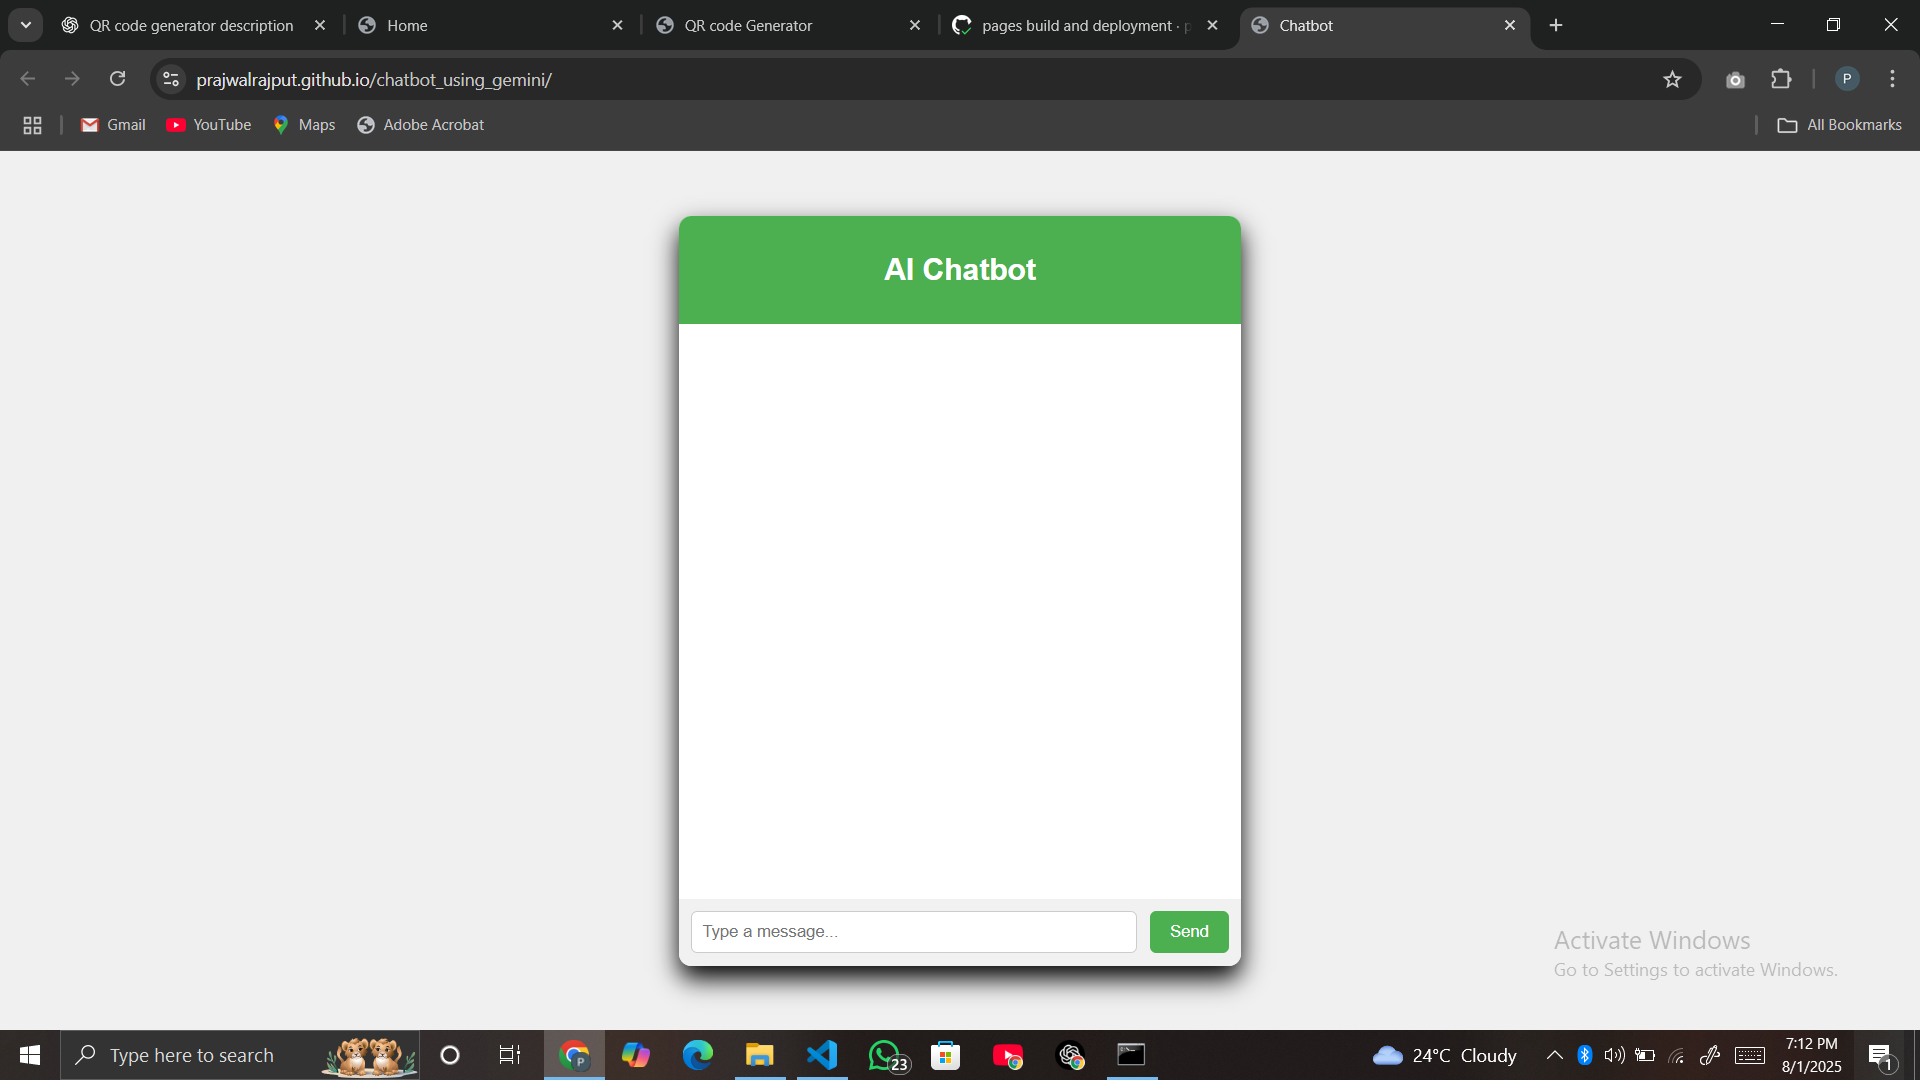 QR code generator description
Home
QR code Generator
pages build and deployment · p
Chatbot
prajwalrajput.github.io/chatbot_using_gemini/
P
Gmail
YouTube
Maps
Adobe Acrobat
All Bookmarks
AI Chatbot
Type a message...
Send
Activate Windows
Go to Settings to activate Windows.
Type here to search
P
23
24°C Cloudy
7:12 PM
8/1/2025
1